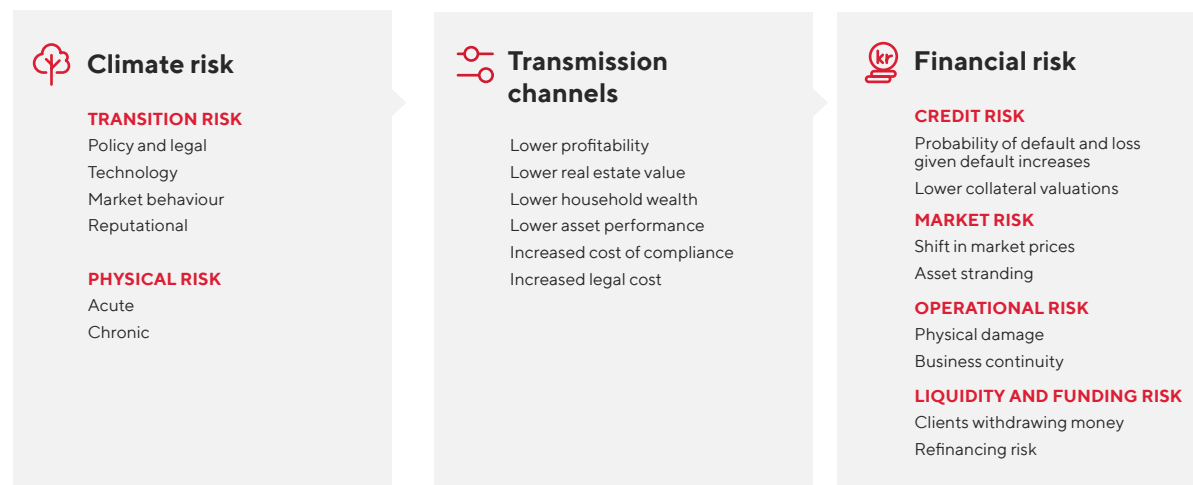 Climate risk
TRANSITION RISK
Policy and legal
Technology
Market behaviour
Reputational
PHYSICAL RISK
Acute
Chronic
Transmission
channels
Lower profitability
Lower real estate value
Lower household wealth
Lower asset performance
Increased cost of compliance
Increased legal cost
kr
Financial risk
CREDIT RISK
Probability of default and loss
given default increases
Lower collateral valuations
MARKET RISK
Shift in market prices
Asset stranding
OPERATIONAL RISK
Physical damage
Business continuity
LIQUIDITY AND FUNDING RISK
Clients withdrawing money
Refinancing risk